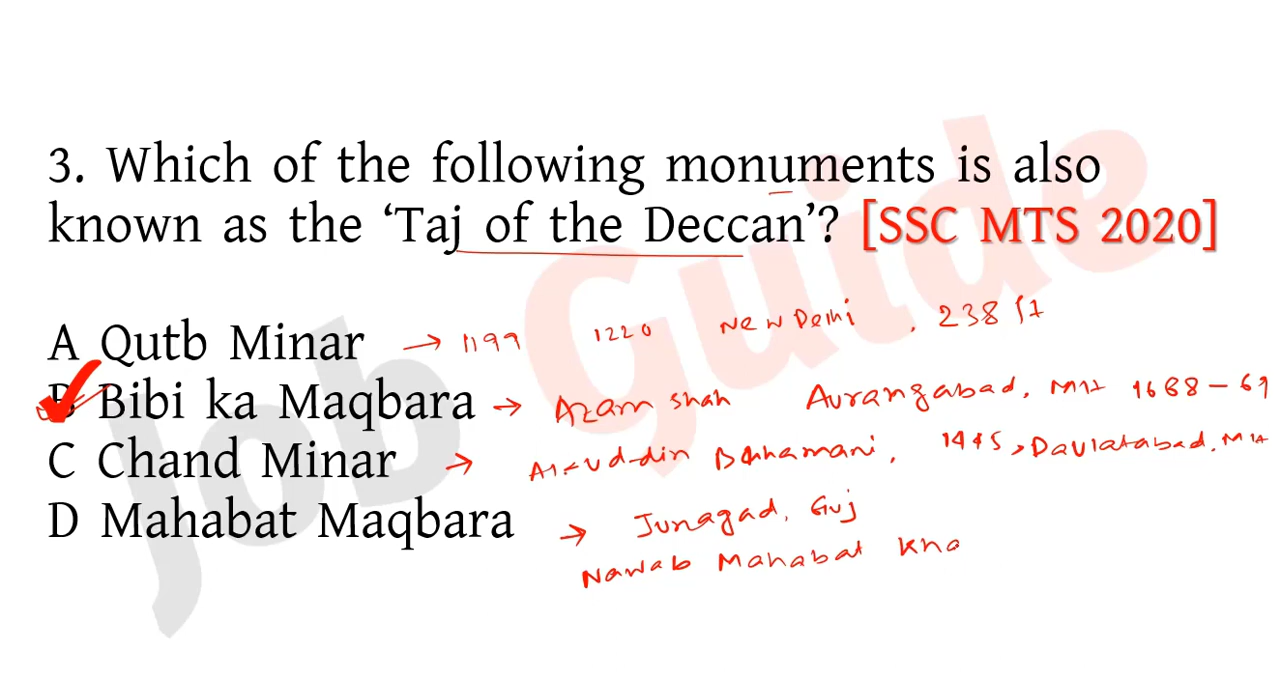 3. Which of the following monuments is also
known as the ‘Taj of the Deccan’? [SSC MTS 2020]
A Qutb Minar → 1199 1220 New Delhi , 238 ft
B Bibi ka Maqbara → Azam shah Aurangabad, MH 1668-69
C Chand Minar → Ala-ud-din Bahamani, 1445, Daulatabad, MH
D Mahabat Maqbara → Junagad, Guj
Nawab Mahabat Kha
Job Guide